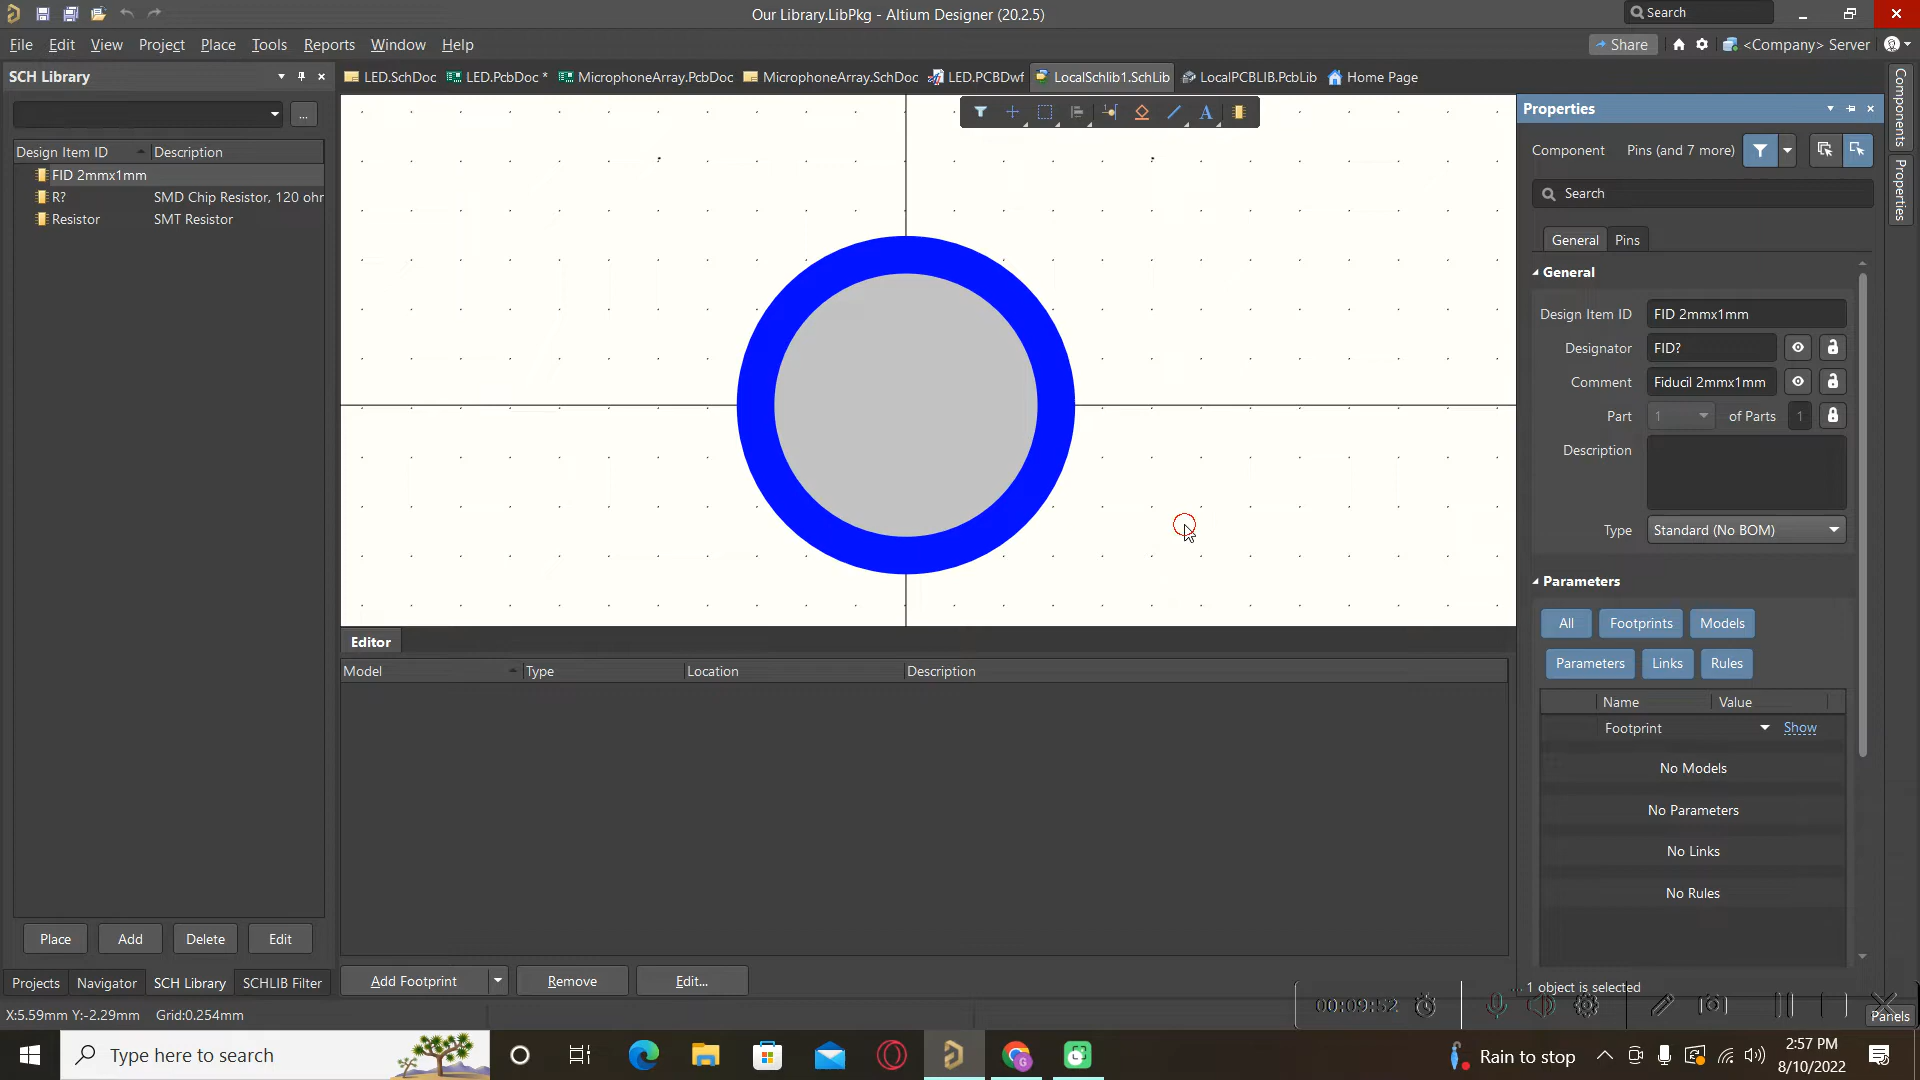 Our Library.LibPkg - Altium Designer (20.2.5)
Search
File Edit View Project Place Tools Reports Window Help
Share
<Company> Server
SCH Library
LED.SchDoc LED.PcbDoc * MicrophoneArray.PcbDoc MicrophoneArray.SchDoc LED.PCBDwf LocalSchlib1.SchLib LocalPCBLIB.PcbLib Home Page
...
Design Item ID Description
FID 2mmx1mm
R? SMD Chip Resistor, 120 ohr
Resistor SMT Resistor
Place Add Delete Edit
Projects Navigator SCH Library SCHLIB Filter
X:5.59mm Y:-2.29mm Grid:0.254mm
A
Editor
Model Type Location Description
Add Footprint Remove Edit...
Properties
Component Pins (and 7 more)
Search
General Pins
General
Design Item ID FID 2mmx1mm
Designator FID?
Comment Fiducil 2mmx1mm
Part 1 of Parts 1
Description
Type Standard (No BOM)
Parameters
All Footprints Models
Parameters Links Rules
Name Value
Footprint Show
No Models
No Parameters
No Links
No Rules
1 object is selected
00:09:52
Panels
Components
Properties
Type here to search
Rain to stop
2:57 PM
8/10/2022